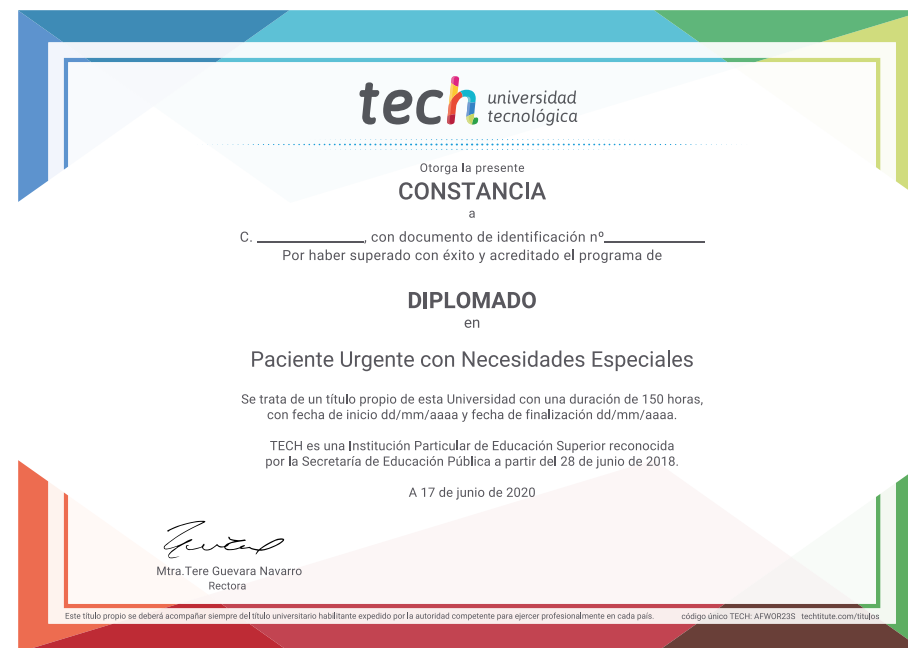 tech universidad
tecnológica
Otorga la presente
CONSTANCIA
a
C. ____________, con documento de identificación nº____________
Por haber superado con éxito y acreditado el programa de
DIPLOMADO
en
Paciente Urgente con Necesidades Especiales
Se trata de un título propio de esta Universidad con una duración de 150 horas,
con fecha de inicio dd/mm/aaaa y fecha de finalización dd/mm/aaaa.
TECH es una Institución Particular de Educación Superior reconocida
por la Secretaría de Educación Pública a partir del 28 de junio de 2018.
A 17 de junio de 2020
Mtra.Tere Guevara Navarro
Rectora
Este título propio se deberá acompañar siempre del título universitario habilitante expedido por la autoridad competente para ejercer profesionalmente en cada país. código único TECH: AFWOR23S techtitute.com/títulos